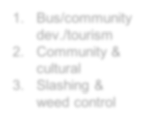 1. Bus/community
dev./tourism
2. Community &
cultural
3. Slashing &
weed control